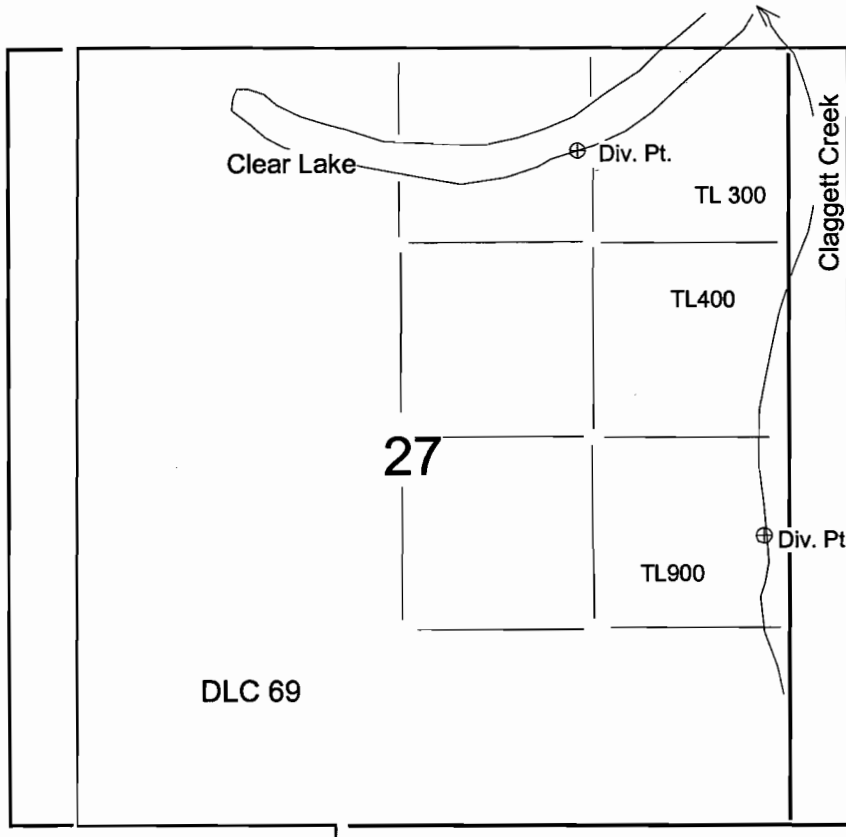 Claggett Creek
Clear Lake
Div. Pt.
TL 300
TL400
27
Div. Pt
TL900
DLC 69